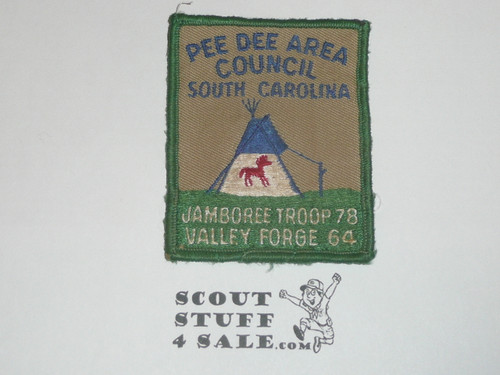 PEE DEE AREA
COUNCIL
SOUTH CAROLINA
JAMBOREE TROOP 78
VALLEY FORGE 64
SCOUT
STUFF
4 SALE.COM